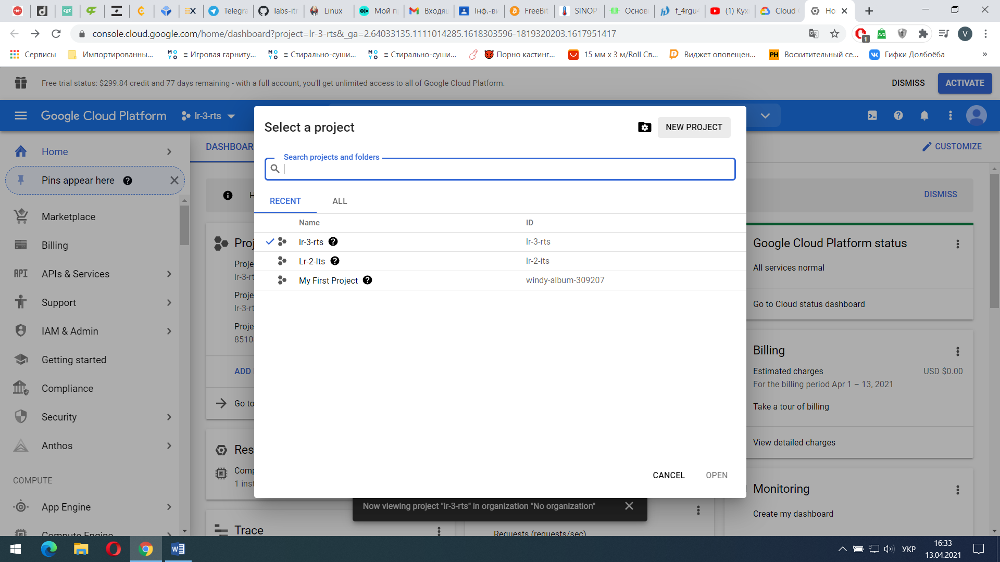 Telegra
labs-itr
Linux
Мой п
Входящ
Інф.-ви
FreeBit
SINOP
Основ
f_4rgu4
(1) Кух
Cloud
Ho
console.cloud.google.com/home/dashboard?project=lr-3-rts&_ga=2.64033135.1111014285.1618303596-1819320203.1617951417
1
AVG
V
Сервисы
Импортированны...
≡ Игровая гарниту...
≡ Стирально-суши...
≡ Стирально-суши...
Порно кастинг...
15 мм x 3 м/Roll Св...
Виджет оповещен...
PH
Восхитительный се...
Гифки Долбоёба
»
Free trial status: $299.84 credit and 77 days remaining - with a full account, you'll get unlimited access to all of Google Cloud Platform.
DISMISS
ACTIVATE
Google Cloud Platform
lr-3-rts
Select a project
NEW PROJECT
Search projects and folders
RECENT
ALL
Name
ID
lr-3-rts
lr-3-rts
Lr-2-Its
lr-2-its
My First Project
windy-album-309207
CANCEL
OPEN
Home
Pins appear here
Marketplace
Billing
API
APIs & Services
Support
IAM & Admin
Getting started
Compliance
Security
Anthos
COMPUTE
App Engine
Compute Engine
DASHBOAR
CUSTOMIZE
H
DISMISS
Proj
Proje
lr-3-rt
Proje
lr-3-rt
Proje
8510
ADD
Go to
Res
Comp
1 inst
Trace
Requests (requests/sec)
Google Cloud Platform status
All services normal
Go to Cloud status dashboard
Billing
Estimated charges
USD $0.00
For the billing period Apr 1 – 13, 2021
Take a tour of billing
View detailed charges
Monitoring
Create my dashboard
Now viewing project "lr-3-rts" in organization "No organization"
УКР
16:33
13.04.2021